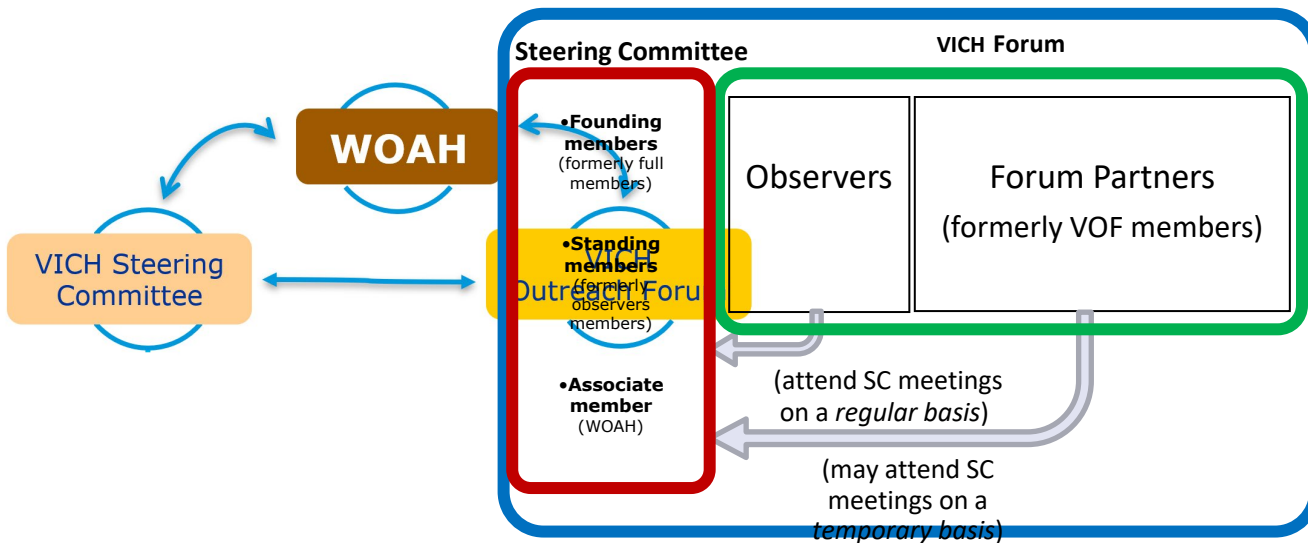 Steering Committee
VICH Forum
WOAH
VICH Steering
Committee
VICH
Outreach Forum
•Founding
members
(formerly full
members)
•Standing
members
(formerly
observers
members)
•Associate
member
(WOAH)
Observers
Forum Partners
(formerly VOF members)
(attend SC meetings
on a regular basis)
(may attend SC
meetings on a
temporary basis)